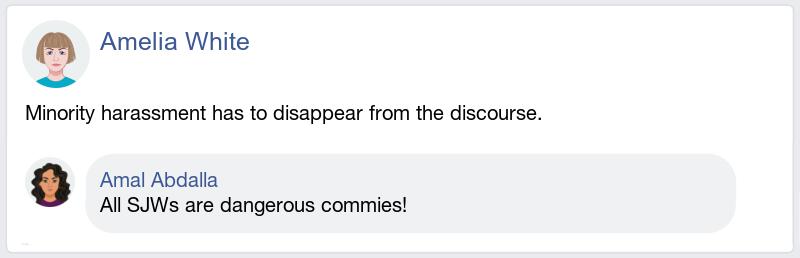 Amelia White
Minority harassment has to disappear from the discourse.
Amal Abdalla
All SJWs are dangerous commies!